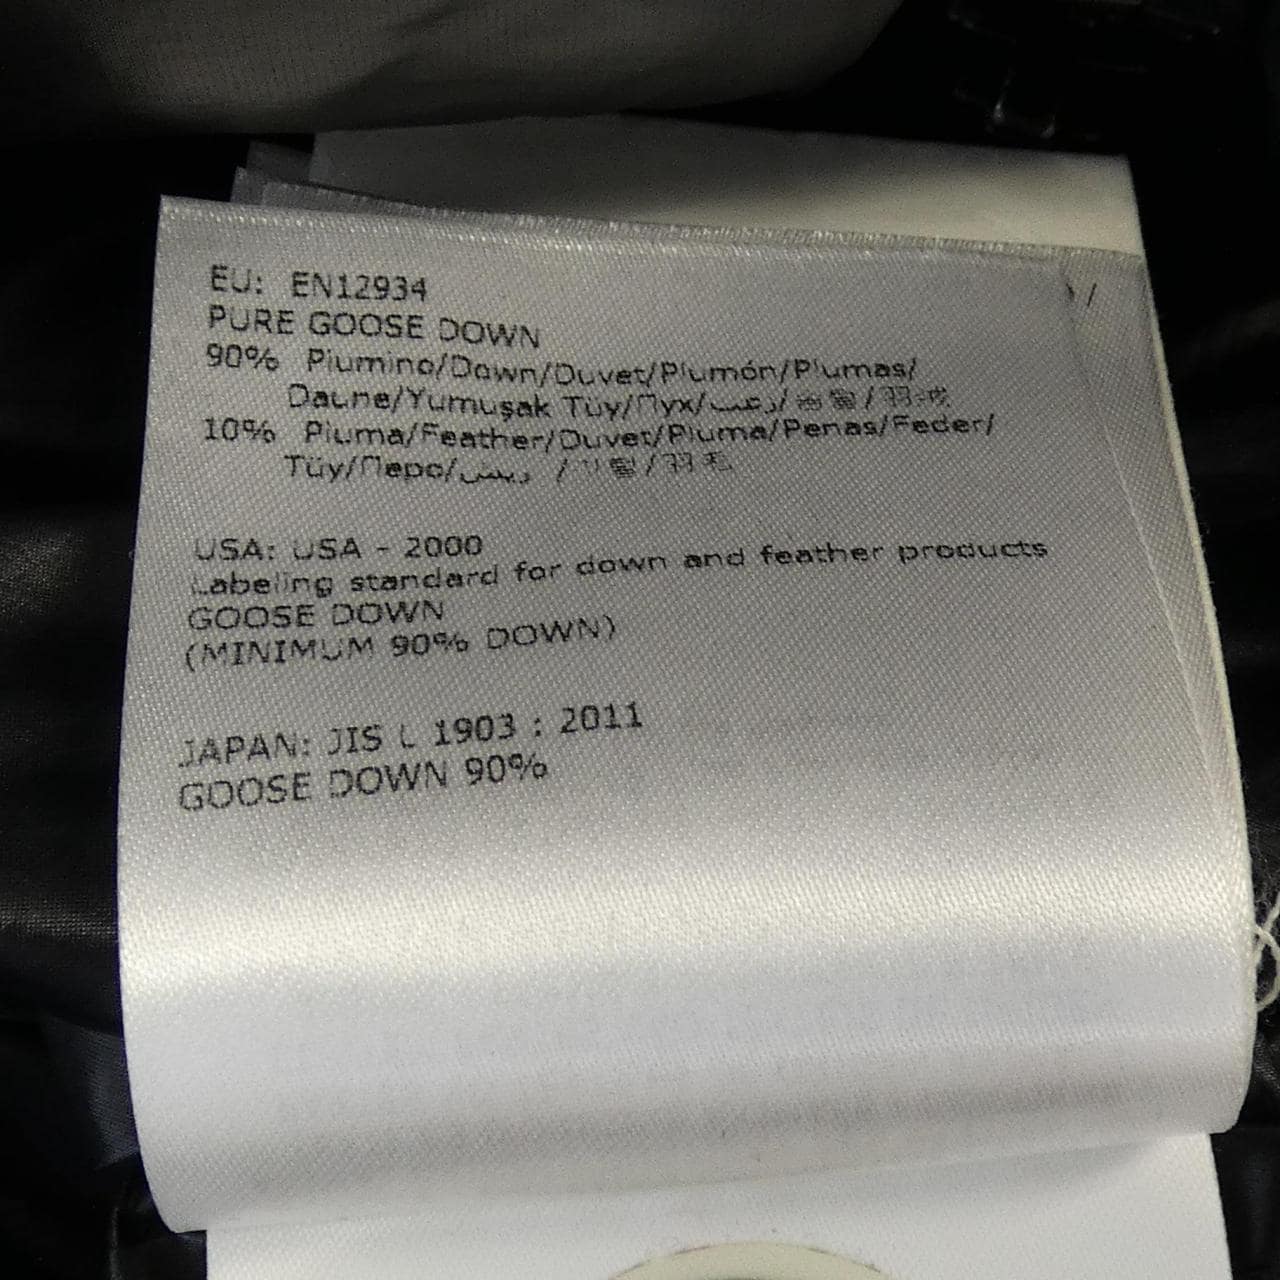 EU: EN12934
PURE GOOSE DOWN
90% Piumino/Down/Duvet/Plumón/Plumas/
Daune/Yumuşak Tüy/Пух/زغب/
10% Piuma/Feather/Duvet/Pluma/Penas/Feder/
Tüy/Перо/ريش /
USA: USA - 2000
Labeling standard for down and feather products
GOOSE DOWN
(MINIMUM 90% DOWN)
JAPAN: JIS L 1903 : 2011
GOOSE DOWN 90%